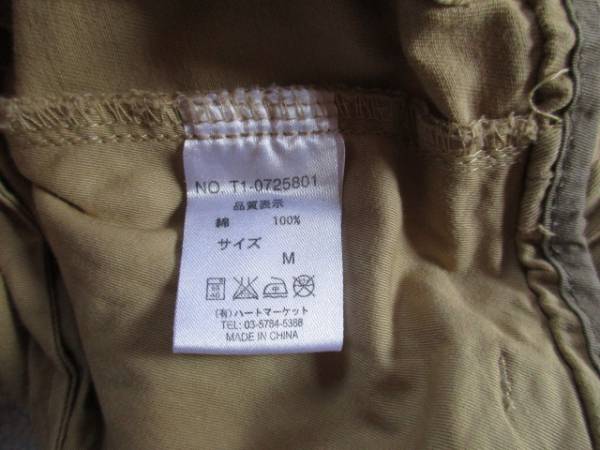 NO. T1-0725801
品質表示
綿 100%
サイズ
M
(有)ハートマーケット
TEL: 03-5784-5388
MADE IN CHINA